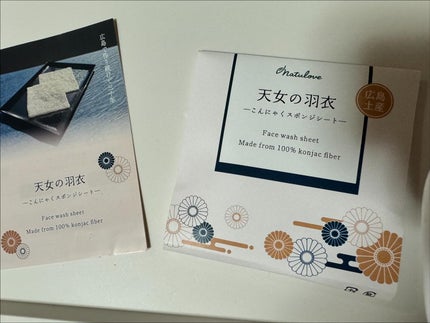 天女の羽衣
―こんにゃくスポンジシート―
Face wash sheet
Made from 100% konjac fiber
Natulove
天女の羽衣
―こんにゃくスポンジシート―
Face wash sheet
Made from 100% konjac fiber
広島
土産